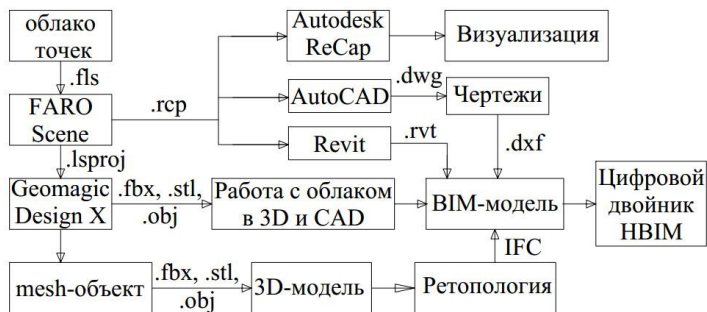 облако
точек
.fls
FARO
Scene
.rcp
Autodesk
ReCap
Визуализация
AutoCAD
.dwg
Чертежи
Revit
.rvt
.dxf
.lsproj
Geomagic
Design X
.fbx, .stl,
.obj
Работа с облаком
в 3D и CAD
BIM-модель
Цифровой
двойник
HBIM
IFC
mesh-объект
.fbx, .stl,
.obj
3D-модель
Ретопология